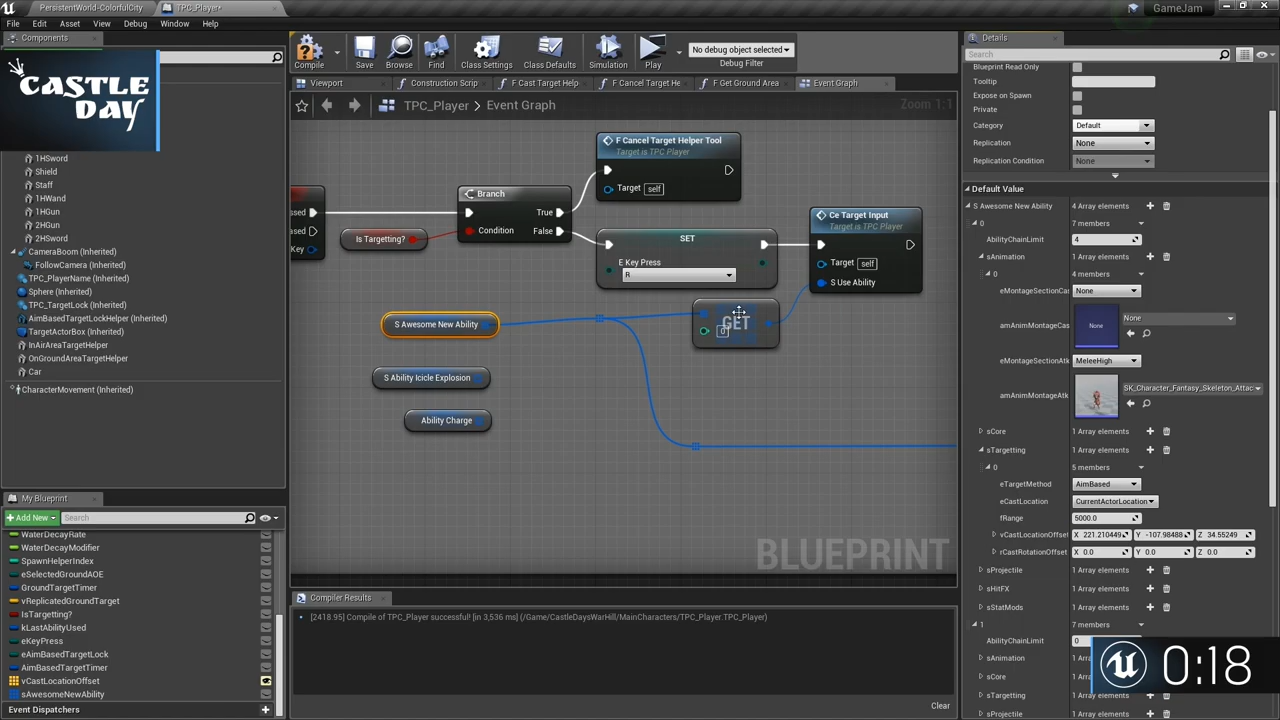 PersistentWorld-ColorfulCity
TPC_Player*
GameJam
File Edit Asset View Debug Window Help
Components
CASTLE DAY
1HSword
Shield
Staff
1HWand
1HGun
2HGun
2HSword
CameraBoom (Inherited)
FollowCamera (Inherited)
TPC_PlayerName (Inherited)
Sphere (Inherited)
TPC_TargetLock (Inherited)
AimBasedTargetLockHelper (Inherited)
TargetActorBox (Inherited)
InAirAreaTargetHelper
OnGroundAreaTargetHelper
Car
CharacterMovement (Inherited)
My Blueprint
Add New Search
WaterDecayRate
WaterDecayModifier
SpawnHelperIndex
eSelectedGroundAOE
GroundTargetTimer
vReplicatedGroundTarget
IsTargetting?
kLastAbilityUsed
eKeyPress
eAimBasedTargetLock
AimBasedTargetTimer
vCastLocationOffset
sAwesomeNewAbility
Event Dispatchers
Compile Save Browse Find Class Settings Class Defaults Simulation Play
No debug object selected
Debug Filter
Viewport Construction Scrip F Cast Target Help F Cancel Target He F Get Ground Area Event Graph
TPC_Player > Event Graph
Zoom 1:1
ssed
Key
Is Targetting?
Branch
True
Condition False
F Cancel Target Helper Tool
Target is TPC Player
Target self
SET
E Key Press
R
Ce Target Input
Target is TPC Player
Target self
S Use Ability
GET
0
S Awesome New Ability
S Ability Icicle Explosion
Ability Charge
BLUEPRINT
Compiler Results
[2418.95] Compile of TPC_Player successful! [in 3,536 ms] (/Game/CastleDaysWarHill/MainCharacters/TPC_Player.TPC_Player)
Clear
Details
Search
Blueprint Read Only
Tooltip
Expose on Spawn
Private
Category Default
Replication None
Replication Condition None
Default Value
S Awesome New Ability 4 Array elements
0 7 members
AbilityChainLimit 4
sAnimation 1 Array elements
0 4 members
eMontageSectionCa None
amAnimMontageCas None None
eMontageSectionAtk MeleeHigh
amAnimMontageAtk SK_Character_Fantasy_Skeleton_Attac
sCore 1 Array elements
sTargetting 1 Array elements
0 5 members
eTargetMethod AimBased
eCastLocation CurrentActorLocation
fRange 5000.0
vCastLocationOffset X 221.210449 Y -107.98488 Z 34.55249
rCastRotationOffset X 0.0 Y 0.0 Z 0.0
sProjectile 1 Array elements
sHitFX 1 Array elements
sStatMods 1 Array elements
1 7 members
AbilityChainLimit 0
sAnimation 1 Arra
sCore 1 Arra
sTargetting 1 Arra
sProjectile 1 Arra
0:18